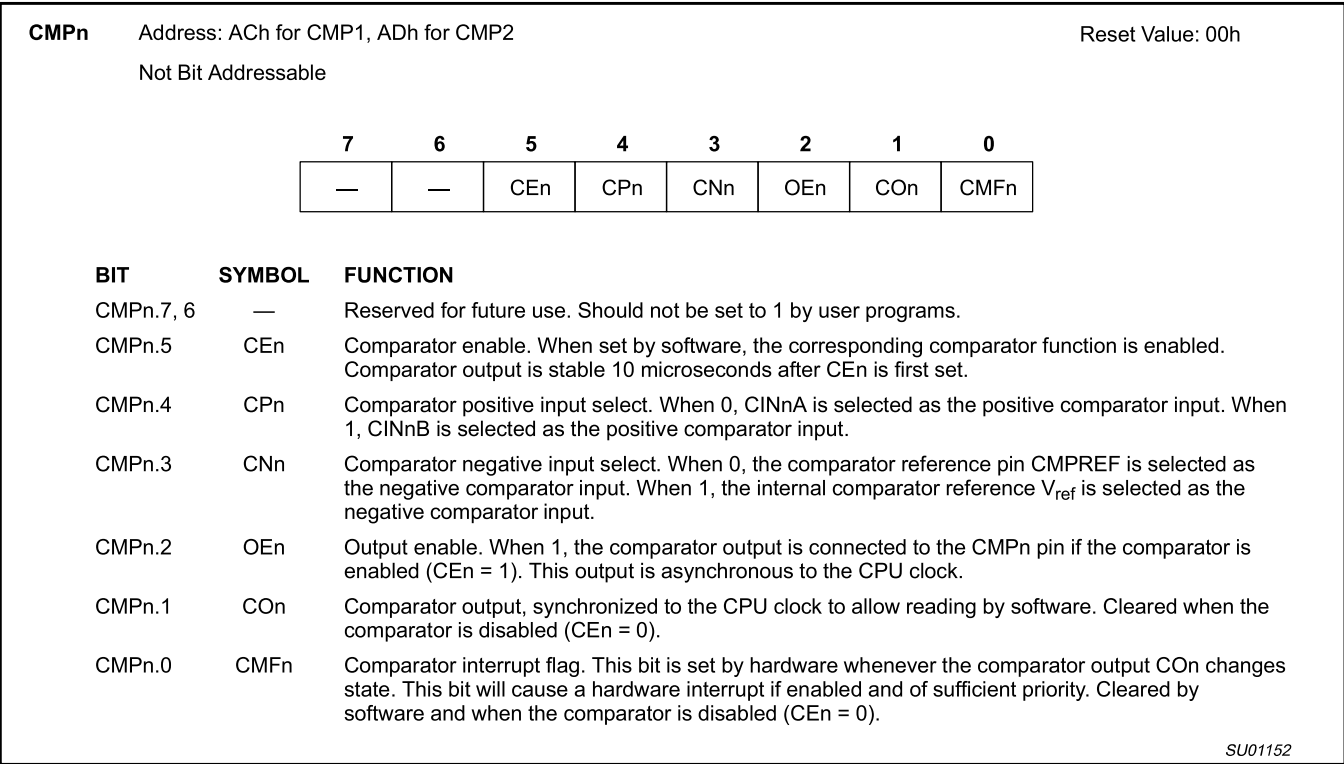 CMPn Address: ACh for CMP1, ADh for CMP2 Reset Value: 00h
Not Bit Addressable
7 6 5 4 3 2 1 0
— — CEn CPn CNn OEn COn CMFn
BIT SYMBOL FUNCTION
CMPn.7, 6 — Reserved for future use. Should not be set to 1 by user programs.
CMPn.5 CEn Comparator enable. When set by software, the corresponding comparator function is enabled.
Comparator output is stable 10 microseconds after CEn is first set.
CMPn.4 CPn Comparator positive input select. When 0, CINnA is selected as the positive comparator input. When
1, CINnB is selected as the positive comparator input.
CMPn.3 CNn Comparator negative input select. When 0, the comparator reference pin CMPREF is selected as
the negative comparator input. When 1, the internal comparator reference Vref is selected as the
negative comparator input.
CMPn.2 OEn Output enable. When 1, the comparator output is connected to the CMPn pin if the comparator is
enabled (CEn = 1). This output is asynchronous to the CPU clock.
CMPn.1 COn Comparator output, synchronized to the CPU clock to allow reading by software. Cleared when the
comparator is disabled (CEn = 0).
CMPn.0 CMFn Comparator interrupt flag. This bit is set by hardware whenever the comparator output COn changes
state. This bit will cause a hardware interrupt if enabled and of sufficient priority. Cleared by
software and when the comparator is disabled (CEn = 0).
SU01152